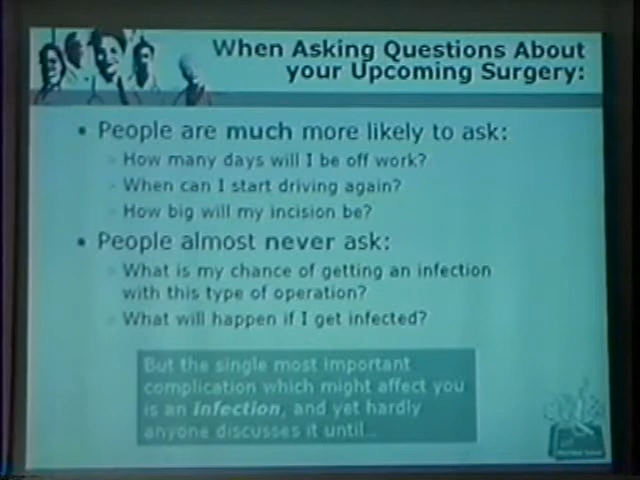 When Asking Questions About
your Upcoming Surgery:
• People are much more likely to ask:
How many days will I be off work?
When can I start driving again?
How big will my incision be?
• People almost never ask:
What is my chance of getting an infection
with this type of operation?
What will happen if I get infected?
But the single most important
complication which might affect you
is an infection, and yet hardly
anyone discusses it until...